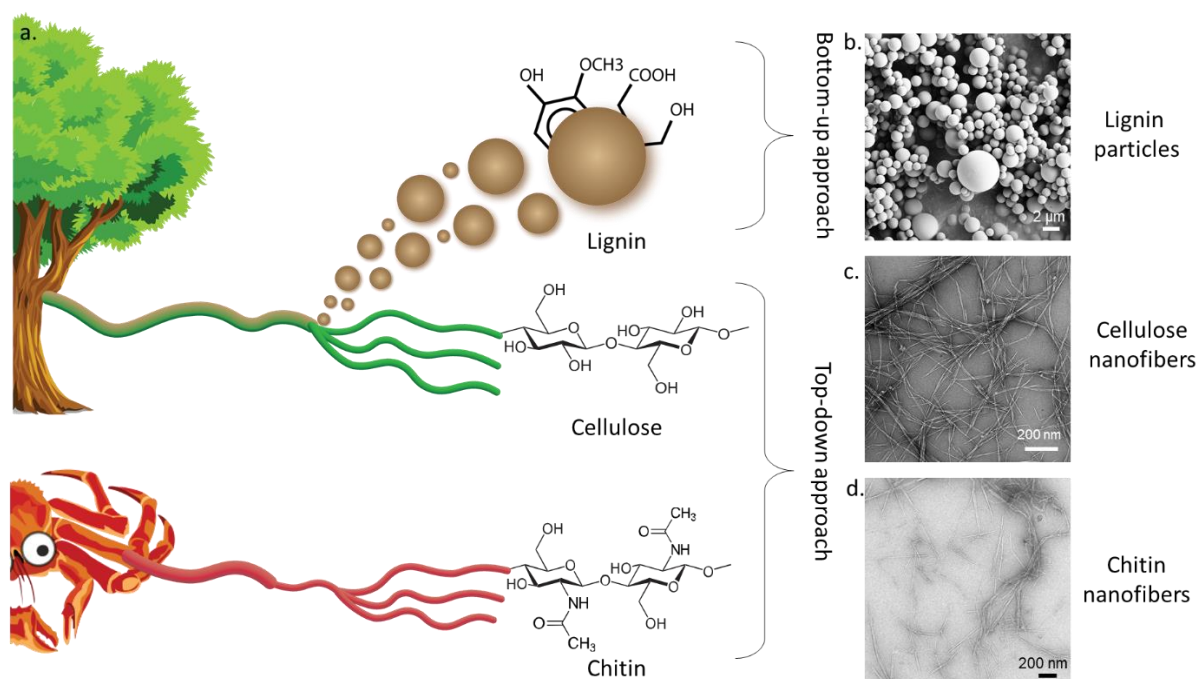 a.
OH
OCH3
COOH
OH
Lignin
OH
O
HO
OH
O
OH
HO
O
O
OH
Cellulose
OH
O
HO
NH
O
CH₃
O
CH₃
O
NH
HO
O
O
OH
Chitin
Bottom-up approach
Top-down approach
b.
2 µm
Lignin
particles
c.
200 nm
Cellulose
nanofibers
d.
200 nm
Chitin
nanofibers